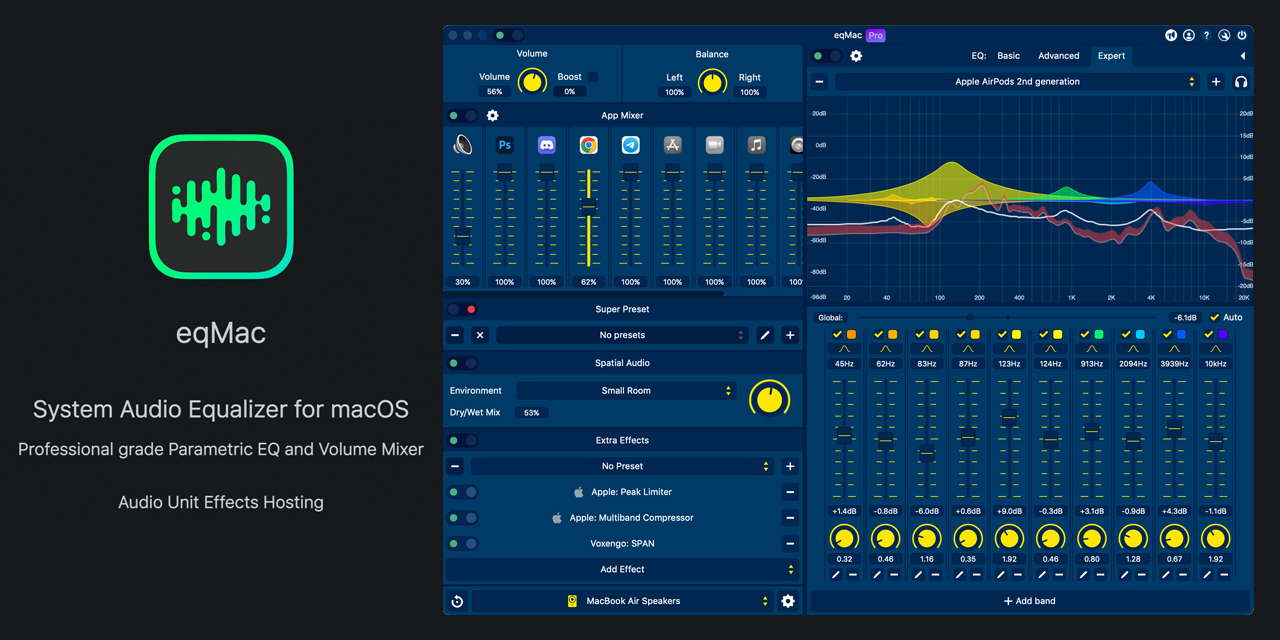 eqMac
System Audio Equalizer for macOS
Professional grade Parametric EQ and Volume Mixer
Audio Unit Effects Hosting
eqMac Pro
Volume
Volume
56%
Boost
0%
Balance
Left
100%
Right
100%
App Mixer
Ps
30% 100% 100% 62% 100% 100% 100% 100% 100
Super Preset
No presets
Spatial Audio
Environment Small Room
Dry/Wet Mix 53%
Extra Effects
No Preset
Apple: Peak Limiter
Apple: Multiband Compressor
Voxengo: SPAN
Add Effect
MacBook Air Speakers
EQ: Basic Advanced Expert
Apple AirPods 2nd generation
20dB 20dB
15dB
0dB 10dB
-20dB 5dB
-40dB -5dB
-60dB -10dB
-15dB
-80dB -20dB
-96dB 20 40 100 200 400 1K 2K 4K 10K 20K
Global: -6.1dB Auto
45Hz 62Hz 83Hz 87Hz 123Hz 124Hz 913Hz 2094Hz 3939Hz 10kHz
+1.4dB -0.8dB -6.0dB +0.6dB +9.0dB -0.3dB +3.1dB -0.9dB +4.3dB -1.1dB
0.32 0.46 1.16 0.35 1.92 0.46 0.80 1.28 0.67 1.92
+ Add band